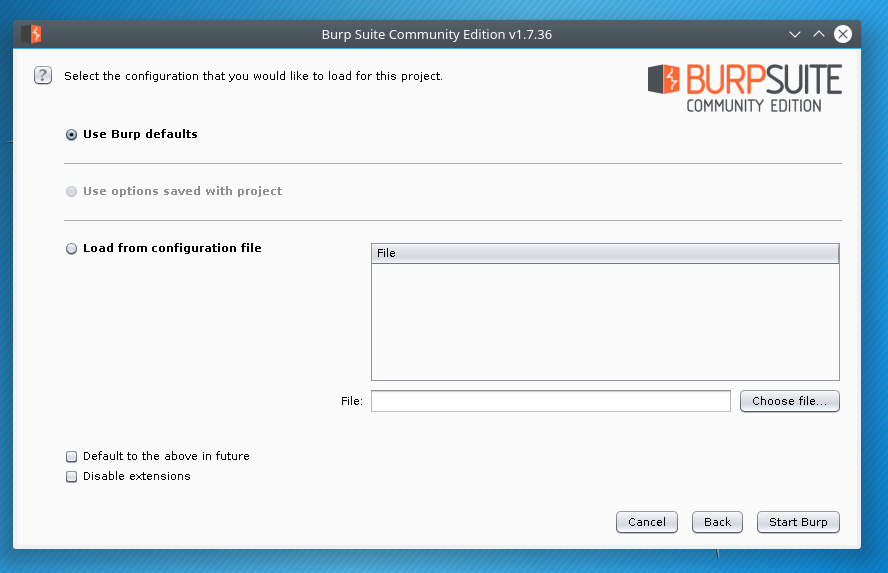 Burp Suite Community Edition v1.7.36
? Select the configuration that you would like to load for this project.
BURPSUITE
COMMUNITY EDITION
Use Burp defaults
Use options saved with project
Load from configuration file
File
File:
Choose file...
Default to the above in future
Disable extensions
Cancel Back Start Burp